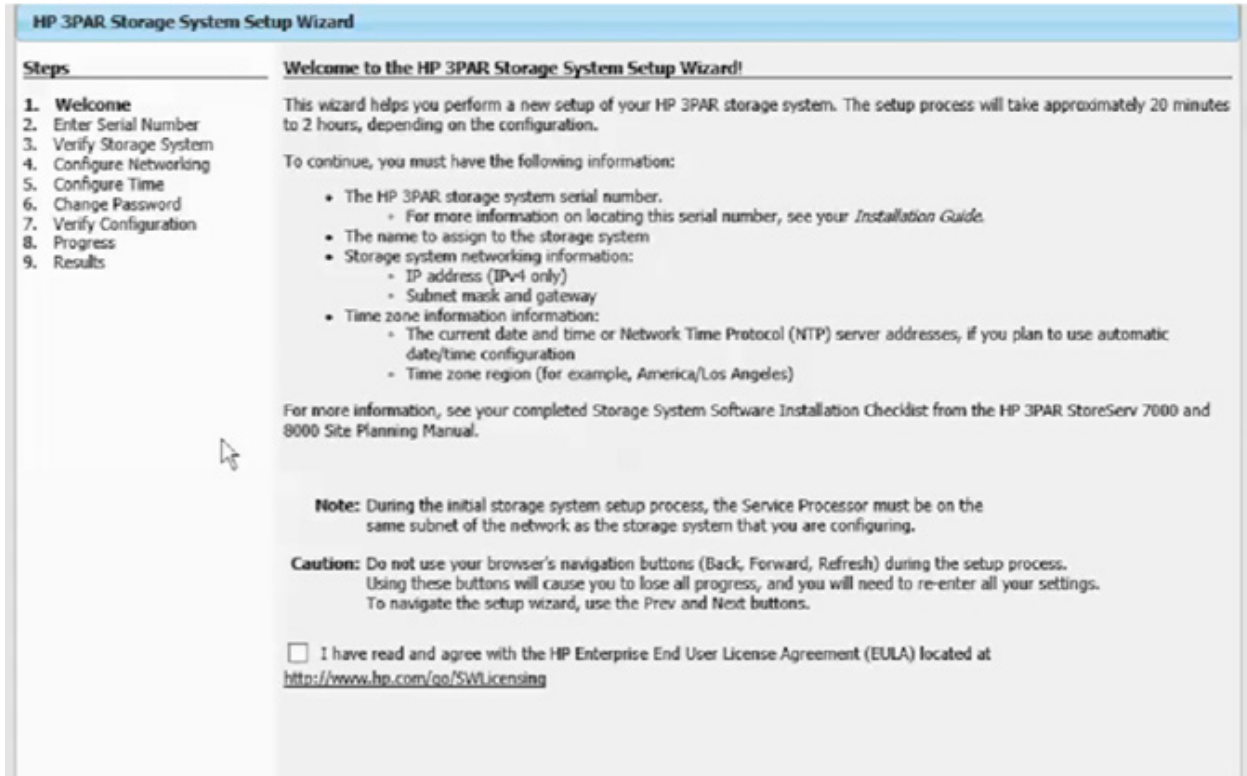 HP 3PAR Storage System Setup Wizard
Steps
1. Welcome
2. Enter Serial Number
3. Verify Storage System
4. Configure Networking
5. Configure Time
6. Change Password
7. Verify Configuration
8. Progress
9. Results
Welcome to the HP 3PAR Storage System Setup Wizard!
This wizard helps you perform a new setup of your HP 3PAR storage system. The setup process will take approximately 20 minutes
to 2 hours, depending on the configuration.
To continue, you must have the following information:
• The HP 3PAR storage system serial number.
◦ For more information on locating this serial number, see your Installation Guide.
• The name to assign to the storage system
• Storage system networking information:
◦ IP address (IPv4 only)
◦ Subnet mask and gateway
• Time zone information information:
◦ The current date and time or Network Time Protocol (NTP) server addresses, if you plan to use automatic
date/time configuration
◦ Time zone region (for example, America/Los Angeles)
For more information, see your completed Storage System Software Installation Checklist from the HP 3PAR StoreServ 7000 and
8000 Site Planning Manual.
Note: During the initial storage system setup process, the Service Processor must be on the
same subnet of the network as the storage system that you are configuring.
Caution: Do not use your browser's navigation buttons (Back, Forward, Refresh) during the setup process.
Using these buttons will cause you to lose all progress, and you will need to re-enter all your settings.
To navigate the setup wizard, use the Prev and Next buttons.
I have read and agree with the HP Enterprise End User License Agreement (EULA) located at
http://www.hp.com/go/SWLicensing